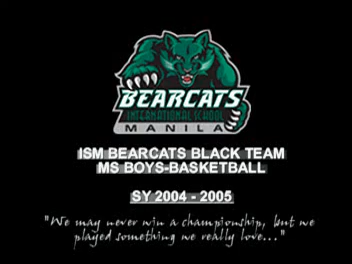 BEARCATS
INTERNATIONAL SCHOOL
MANILA
ISM BEARCATS BLACK TEAM
MS BOYS-BASKETBALL
SY 2004 - 2005
"We may never win a championship, but we
played something we really love..."